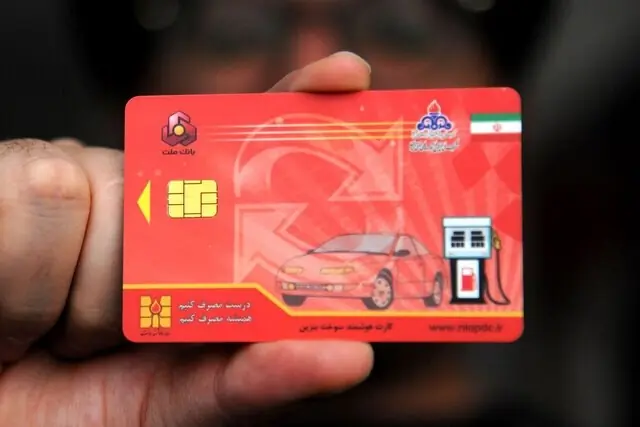 بانک ملت
درست مصرف کنیم
همیشه مصرف کنیم
کارت هوشمند سوخت بنزین
www.niopdc.ir